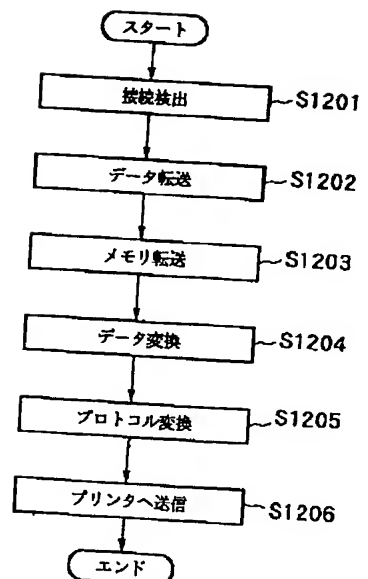 スタート
接続検出 S1201
データ転送 S1202
メモリ転送 S1203
データ変換 S1204
プロトコル変換 S1205
プリンタへ送信 S1206
エンド